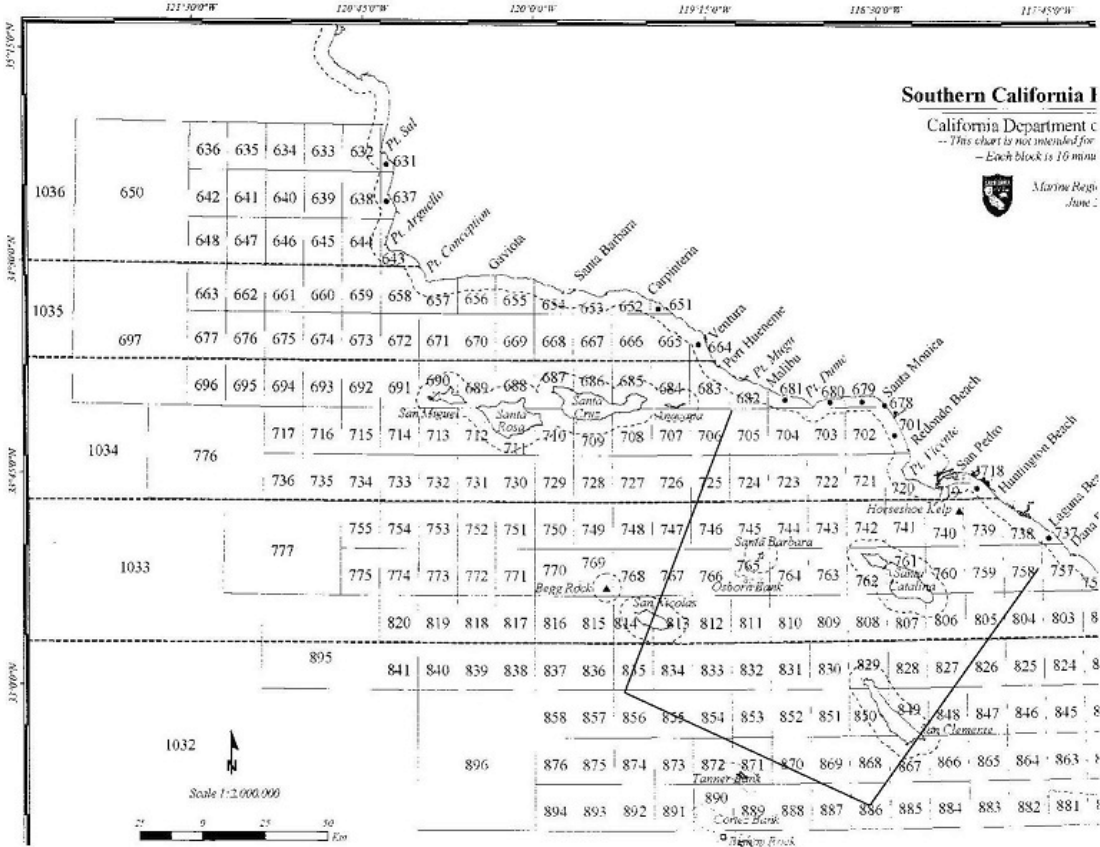 121°30'0"W 120°45'0"W 120°0'0"W 119°15'0"W 117°45'0"W
35°15'0"N
Southern California
California Department
-- This chart is not intended for
-- Each block is 10
Marine
June
Pt. Sal
636 635 634 633 632 631
1036 650
642 641 640 639 638 637
Pt. Arguello
Pt. Conception
648 647 646 645 644 643
34°30'0"N
Gaviota
Santa Barbara
Carpinteria
663 662 661 660 659 658 657 656 655 654 653 652 651
1035
697
Ventura
677 676 675 674 673 672 671 670 669 668 667 666 665 664
Port Hueneme
Pt. Mugu
Malibu
Pt. Dume
Santa Monica
696 695 694 693 692 691 690 689 688 687 686 685 684 683 682 681 680 679 678
San Miguel
Santa Rosa
Santa Cruz
Anacapa
Redondo Beach
717 716 715 714 713 712 711 710 709 708 707 706 705 704 703 702 701
1034 776
Pt. Vicente
San Pedro
Huntington Beach
33°45'0"N
736 735 734 733 732 731 730 729 728 727 726 725 724 723 722 721 720 719 718
Horseshoe Kelp
Laguna
Dana
755 754 753 752 751 750 749 748 747 746 745 744 743 742 741 740 739 738 737
777
1033
Santa Barbara
775 774 773 772 771 770 769 768 767 766 765 764 763 762 761 760 759 758 757
Begg Rock
Osborn Bank
Santa Catalina
San Nicolas
820 819 818 817 816 815 814 813 812 811 810 809 808 807 806 805 804 803
895
33°0'0"N
841 840 839 838 837 836 835 834 833 832 831 830 829 828 827 826 825 824
858 857 856 855 854 853 852 851 850 849 848 847 846 845
San Clemente
1032
N
896
876 875 874 873 872 871 870 869 868 867 866 865 864 863
Tanner Bank
Scale 1:2,000,000
894 893 892 891 890 889 888 887 886 885 884 883 882 881
Cortez Bank
Bishop Rock
25 50
Km